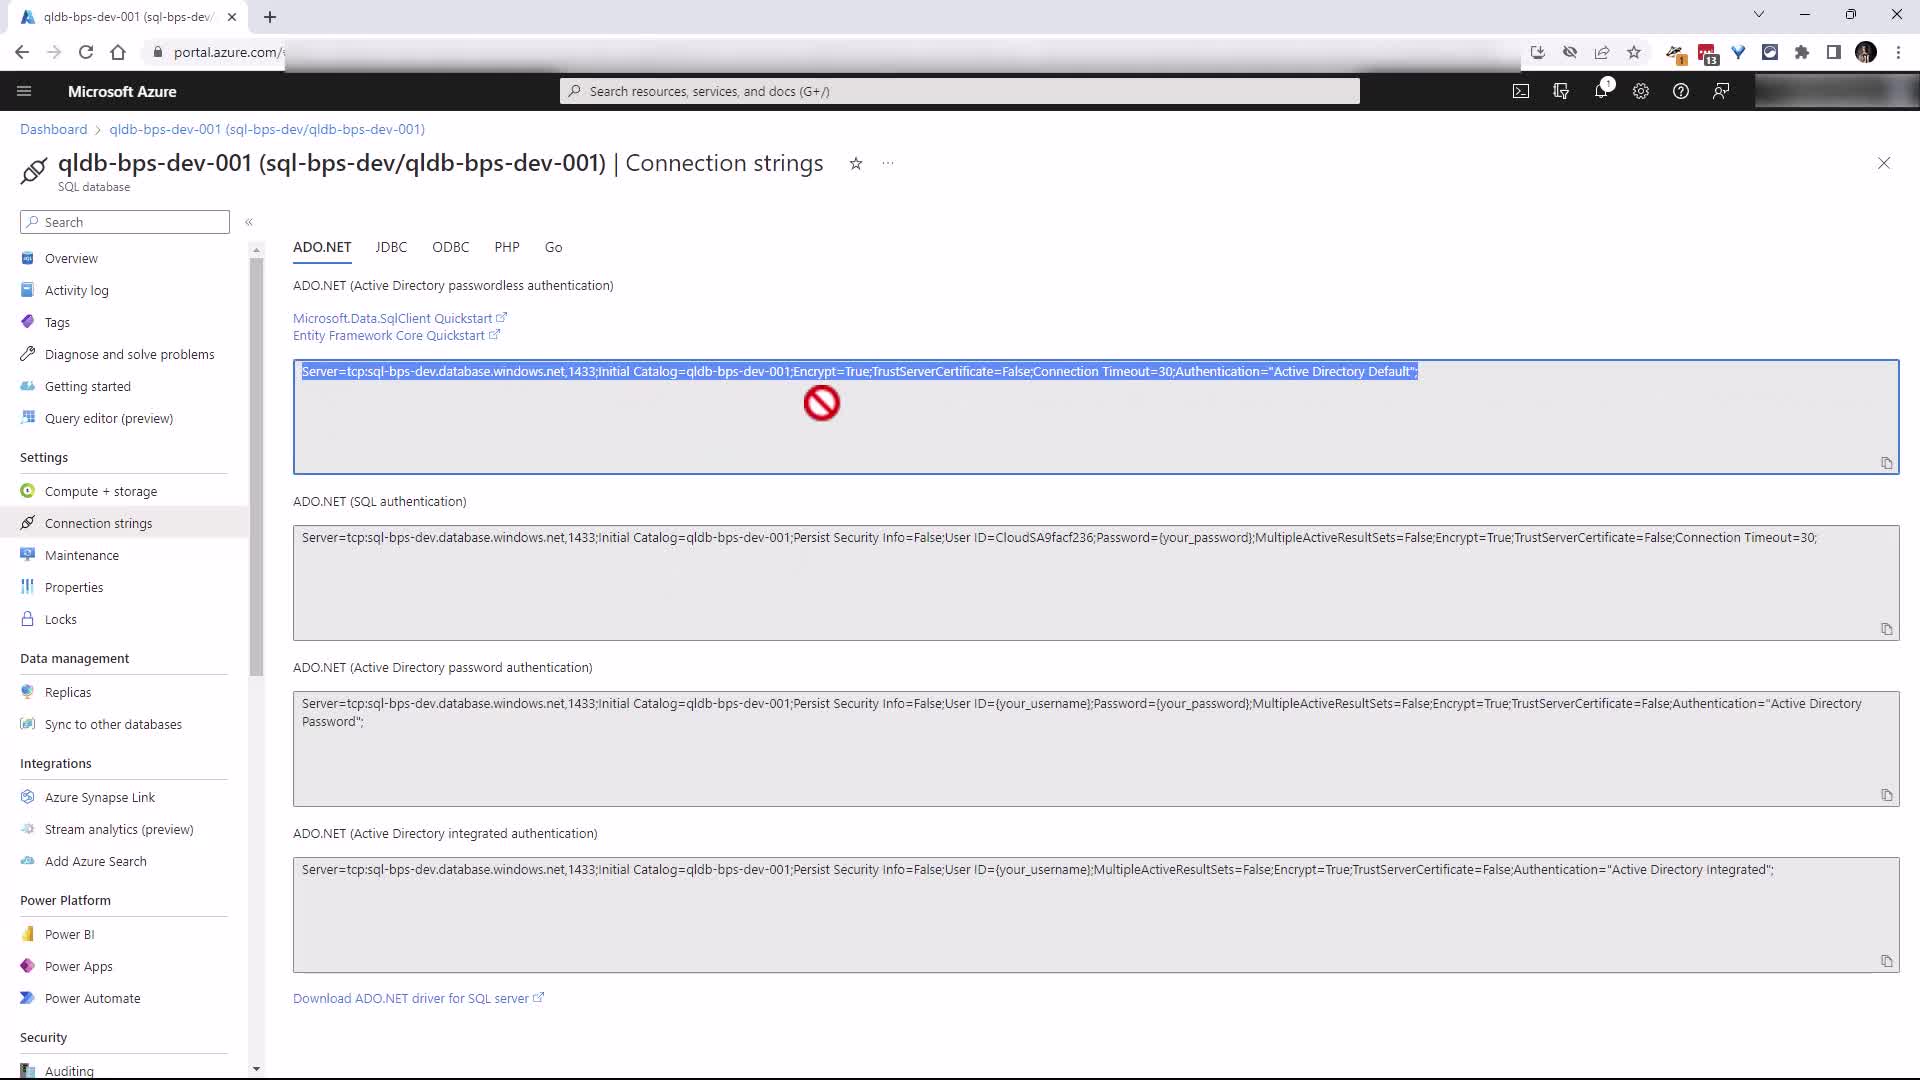 qldb-bps-dev-001 (sql-bps-dev/
portal.azure.com/
1
13
Microsoft Azure
Search resources, services, and docs (G+/)
1
Dashboard > qldb-bps-dev-001 (sql-bps-dev/qldb-bps-dev-001)
qldb-bps-dev-001 (sql-bps-dev/qldb-bps-dev-001) | Connection strings
SQL database
Search
Overview
Activity log
Tags
Diagnose and solve problems
Getting started
Query editor (preview)
Settings
Compute + storage
Connection strings
Maintenance
Properties
Locks
Data management
Replicas
Sync to other databases
Integrations
Azure Synapse Link
Stream analytics (preview)
Add Azure Search
Power Platform
Power BI
Power Apps
Power Automate
Security
Auditing
ADO.NET JDBC ODBC PHP Go
ADO.NET (Active Directory passwordless authentication)
Microsoft.Data.SqlClient Quickstart
Entity Framework Core Quickstart
Server=tcp:sql-bps-dev.database.windows.net,1433;Initial Catalog=qldb-bps-dev-001;Encrypt=True;TrustServerCertificate=False;Connection Timeout=30;Authentication="Active Directory Default";
ADO.NET (SQL authentication)
Server=tcp:sql-bps-dev.database.windows.net,1433;Initial Catalog=qldb-bps-dev-001;Persist Security Info=False;User ID=CloudSA9facf236;Password={your_password};MultipleActiveResultSets=False;Encrypt=True;TrustServerCertificate=False;Connection Timeout=30;
ADO.NET (Active Directory password authentication)
Server=tcp:sql-bps-dev.database.windows.net,1433;Initial Catalog=qldb-bps-dev-001;Persist Security Info=False;User ID={your_username};Password={your_password};MultipleActiveResultSets=False;Encrypt=True;TrustServerCertificate=False;Authentication="Active Directory
Password";
ADO.NET (Active Directory integrated authentication)
Server=tcp:sql-bps-dev.database.windows.net,1433;Initial Catalog=qldb-bps-dev-001;Persist Security Info=False;User ID={your_username};MultipleActiveResultSets=False;Encrypt=True;TrustServerCertificate=False;Authentication="Active Directory Integrated";
Download ADO.NET driver for SQL server